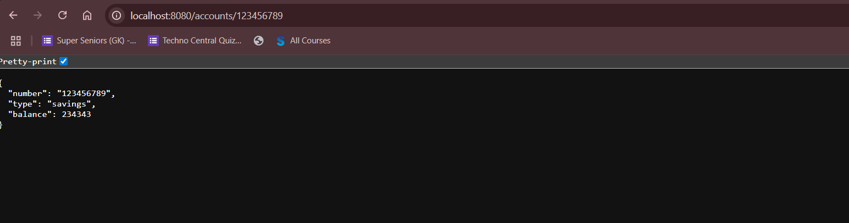 localhost:8080/accounts/123456789
Super Seniors (GK) -... Techno Central Quiz... All Courses
Pretty-print
{
"number": "123456789",
"type": "savings",
"balance": 234343
}